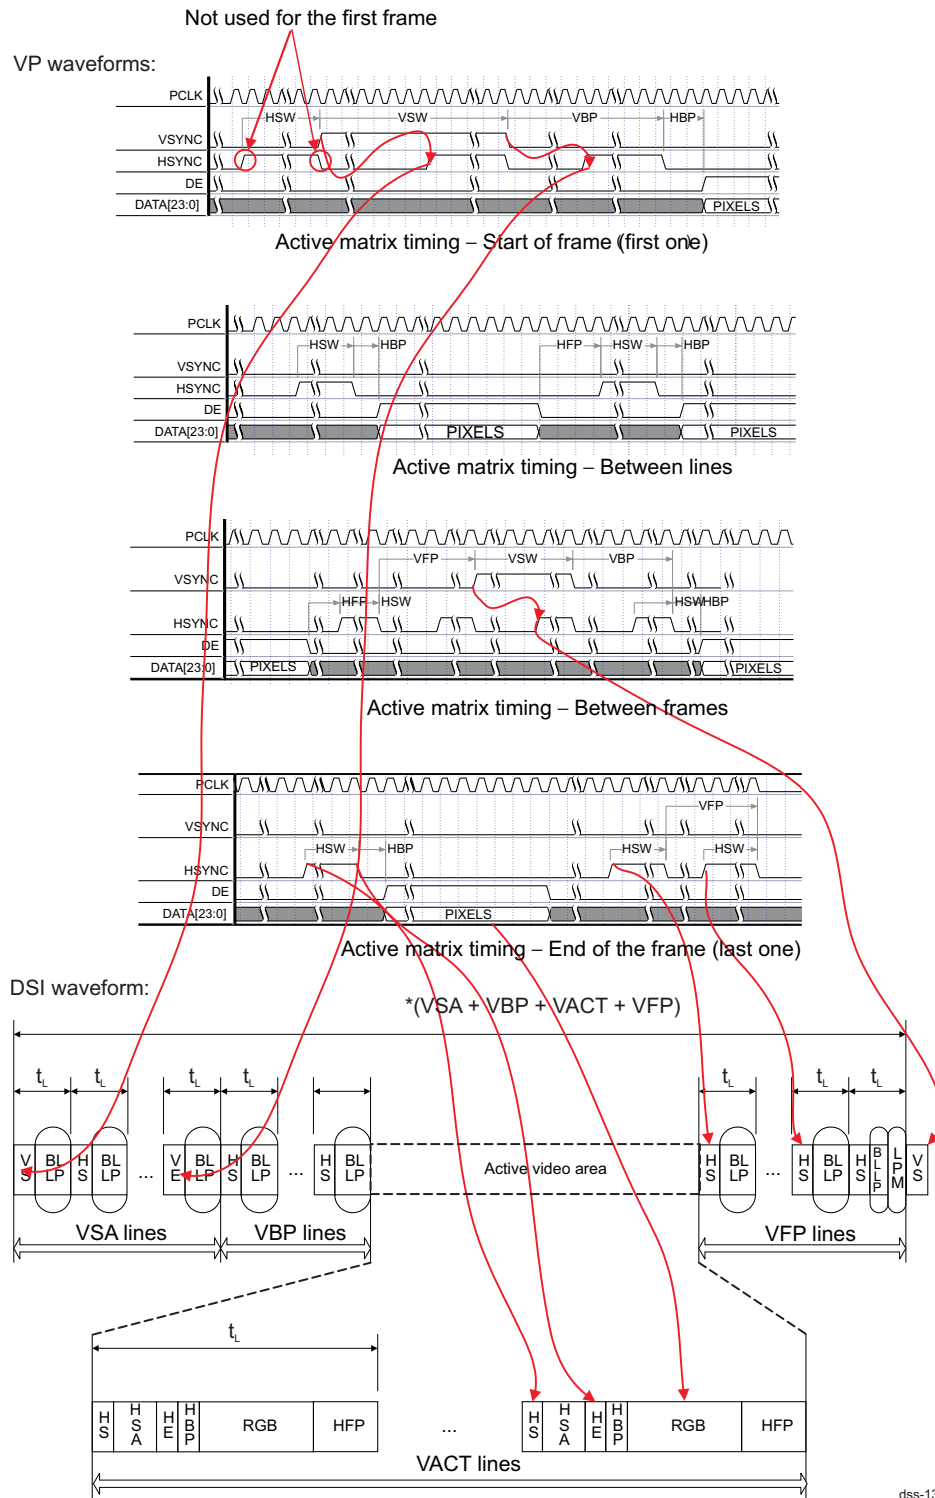 Not used for the first frame
VP waveforms:
PCLK
HSW VSW VBP HBP
VSYNC
HSYNC
DE
DATA[23:0] PIXELS
Active matrix timing – Start of frame (first one)
PCLK
HSW HBP HFP HSW HBP
VSYNC
HSYNC
DE
DATA[23:0] PIXELS PIXELS
Active matrix timing – Between lines
PCLK
VFP VSW VBP
VSYNC
HFP HSW HSW HBP
HSYNC
DE
DATA[23:0] PIXELS PIXELS
Active matrix timing – Between frames
PCLK
VFP
VSYNC
HSW HBP HSW HSW
HSYNC
DE
DATA[23:0] PIXELS
Active matrix timing – End of the frame (last one)
DSI waveform:
*(VSA + VBP + VACT + VFP)
tL tL tL tL tL tL tL
VS BLLP HS BLLP ... VE BLLP HS BLLP ... HS BLLP Active video area HS BLLP ... HS BLLP HS BLLP LPM VS
VSA lines VBP lines VFP lines
tL
HS HSA HE HBP RGB HFP ... HS HSA HE HBP RGB HFP
VACT lines